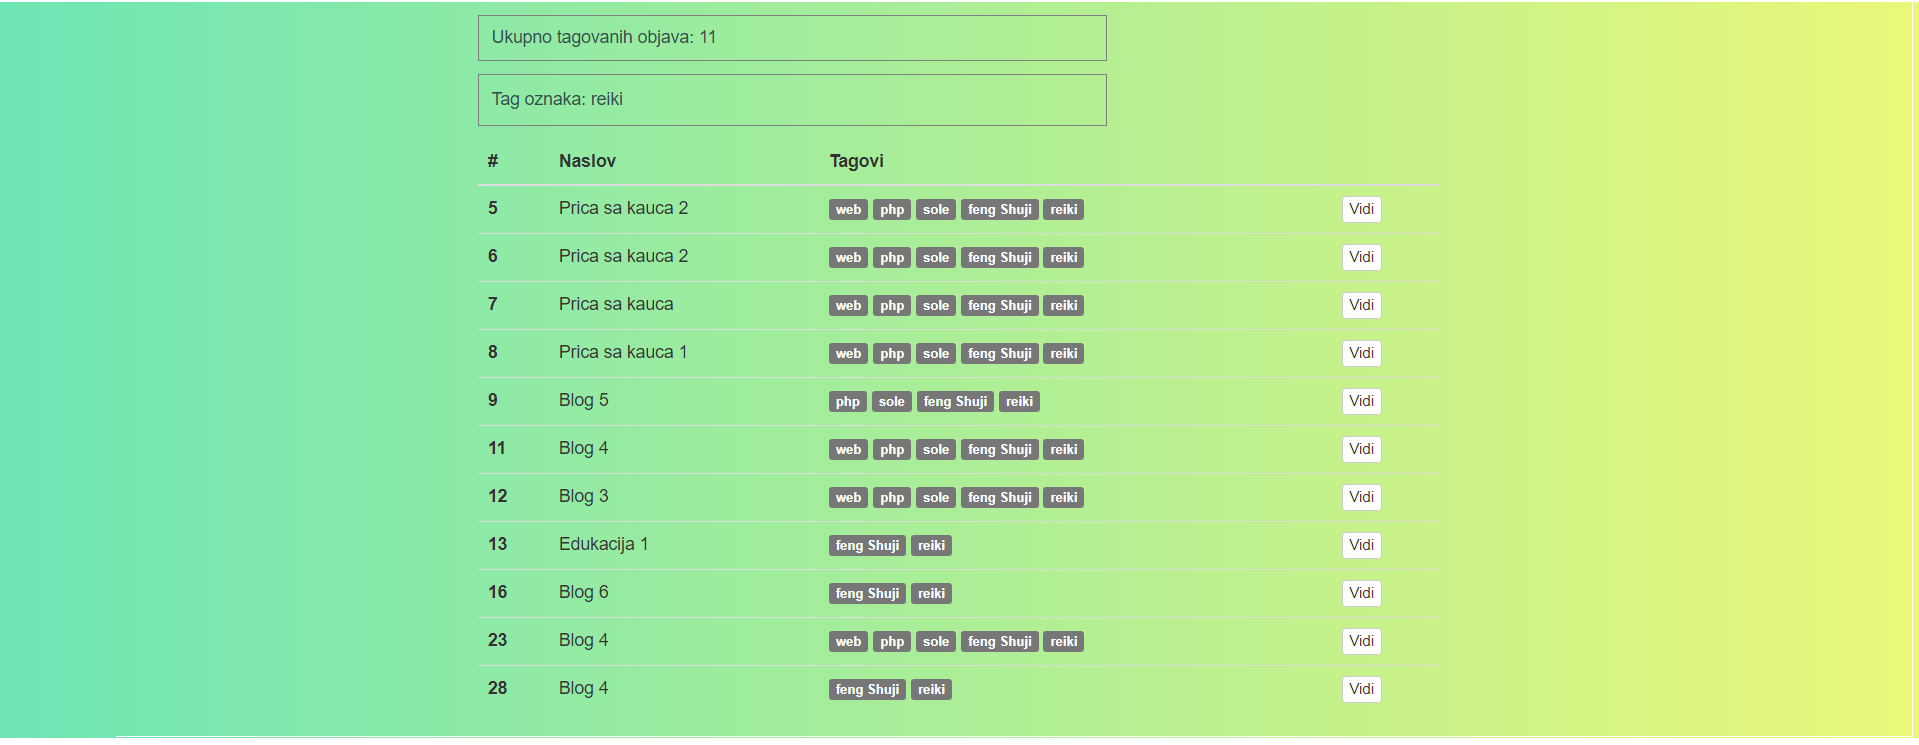 Ukupno tagovanih objava: 11
Tag oznaka: reiki
# Naslov Tagovi
5 Prica sa kauca 2 web php sole feng Shuji reiki Vidi
6 Prica sa kauca 2 web php sole feng Shuji reiki Vidi
7 Prica sa kauca web php sole feng Shuji reiki Vidi
8 Prica sa kauca 1 web php sole feng Shuji reiki Vidi
9 Blog 5 php sole feng Shuji reiki Vidi
11 Blog 4 web php sole feng Shuji reiki Vidi
12 Blog 3 web php sole feng Shuji reiki Vidi
13 Edukacija 1 feng Shuji reiki Vidi
16 Blog 6 feng Shuji reiki Vidi
23 Blog 4 web php sole feng Shuji reiki Vidi
28 Blog 4 feng Shuji reiki Vidi